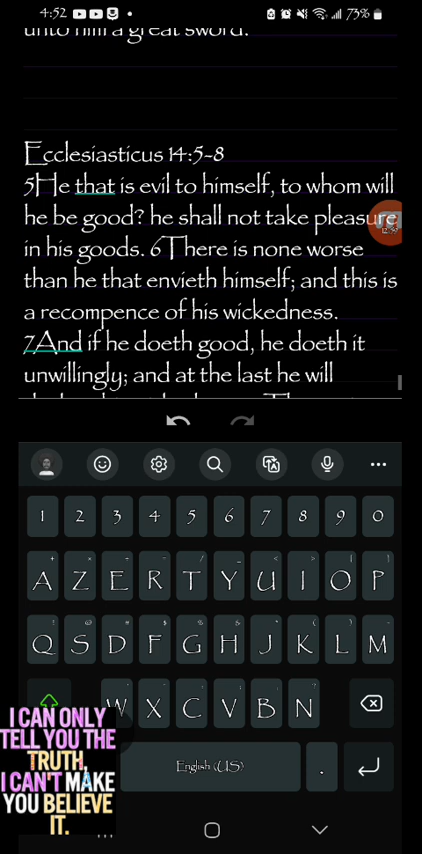 4:52 73%
unto him a great sword.
Ecclesiasticus 14:5-8
5He that is evil to himself, to whom will
he be good? he shall not take pleasure
in his goods. 6There is none worse
than he that envieth himself; and this is
a recompence of his wickedness.
7And if he doeth good, he doeth it
unwillingly; and at the last he will
1 2 3 4 5 6 7 8 9 0
A Z E R T Y U I O P
Q S D F G H J K L M
W X C V B N
English (US) .
I CAN ONLY
TELL YOU THE
TRUTH,
I CAN'T MAKE
YOU BELIEVE
IT.